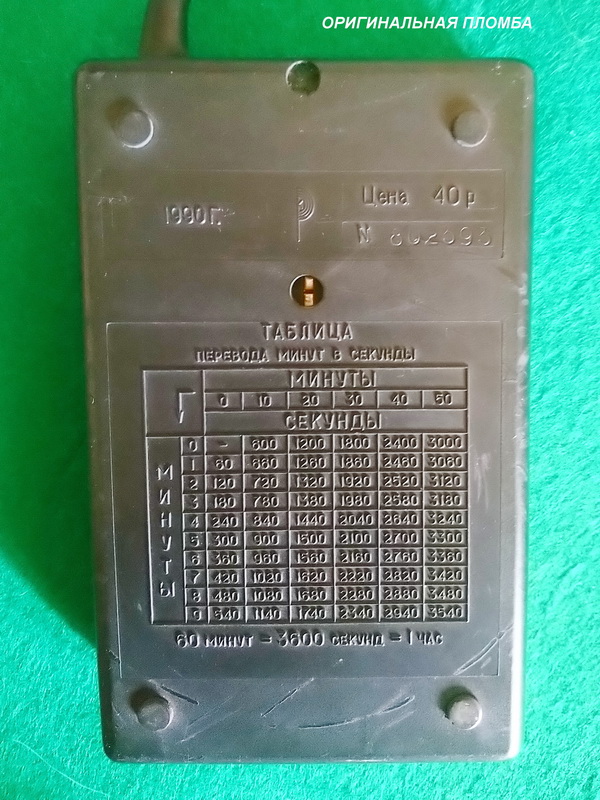 ОРИГИНАЛЬНАЯ ПЛОМБА
1990 Г.
Цена 40 р
N
ТАБЛИЦА
ПЕРЕВОДА МИНУТ В СЕКУНДЫ
МИНУТЫ
0 10 20 30 40 50
СЕКУНДЫ
МИНУТЫ
0 - 600 1200 1800 2400 3000
1 60 660 1260 1860 2460 3060
2 120 720 1320 1920 2520 3120
3 180 780 1380 1980 2580 3180
4 240 840 1440 2040 2640 3240
5 300 900 1500 2100 2700 3300
6 360 960 1560 2160 2760 3360
7 420 1020 1620 2220 2820 3420
8 480 1080 1680 2280 2880 3480
9 540 1140 1740 2340 2940 3540
60 МИНУТ = 3600 СЕКУНД = 1 ЧАС